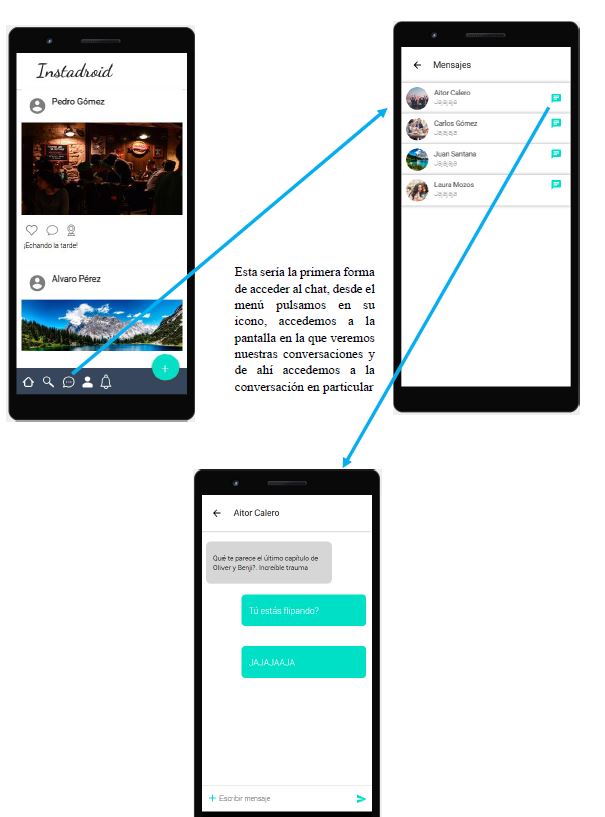 Instadroid
Pedro Gómez
¡Echando la tarde!
Alvaro Pérez
Mensajes
Aitor Calero
Jajajaja
Carlos Gómez
Jajajaja
Juan Santana
Jajajaja
Laura Mozos
Jajajaja
Esta sería la primera forma
de acceder al chat, desde el
menú pulsamos en su
icono, accedemos a la
pantalla en la que veremos
nuestras conversaciones y
de ahí accedemos a la
conversación en particular
Aitor Calero
Qué te parece el último capítulo de
Oliver y Benji?. Increible trauma
Tú estás flipando?
JAJAJAAJA
Escribir mensaje